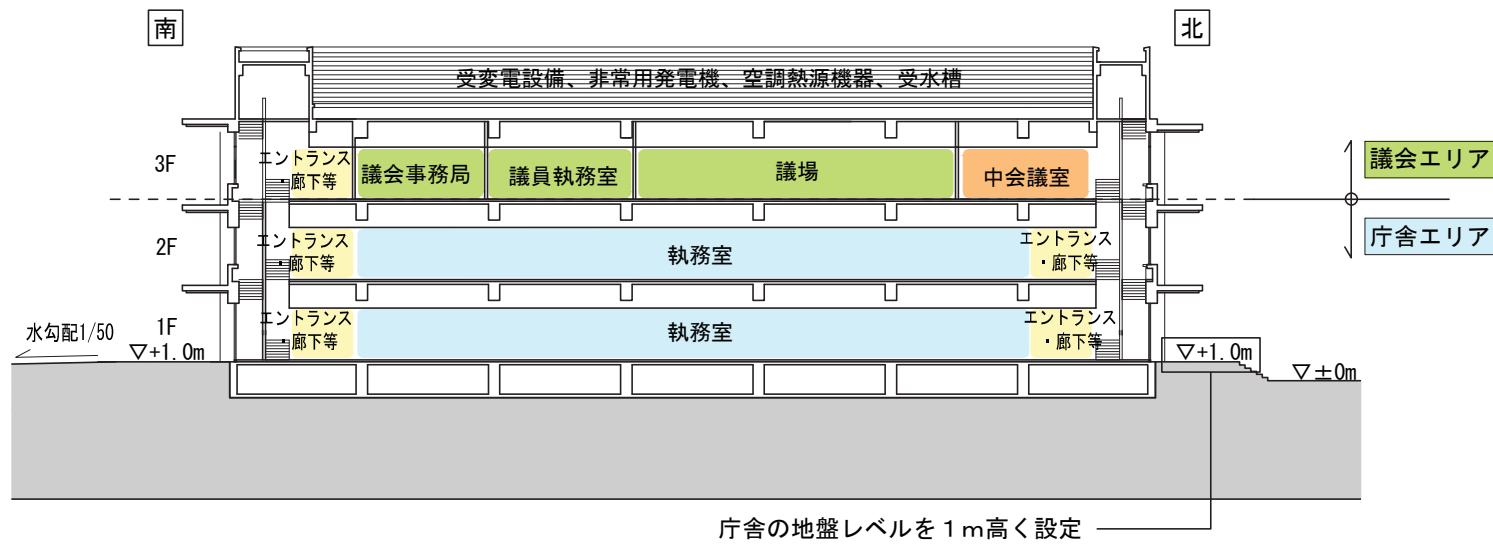 南
北
受変電設備、非常用発電機、空調熱源機器、受水槽
3F
エントランス
・廊下等
議会事務局
議員執務室
議場
中会議室
議会エリア
庁舎エリア
2F
エントランス
・廊下等
執務室
エントランス
・廊下等
1F
エントランス
・廊下等
執務室
エントランス
・廊下等
水勾配1/50
▽+1.0m
▽+1.0m
▽±0m
庁舎の地盤レベルを1m高く設定